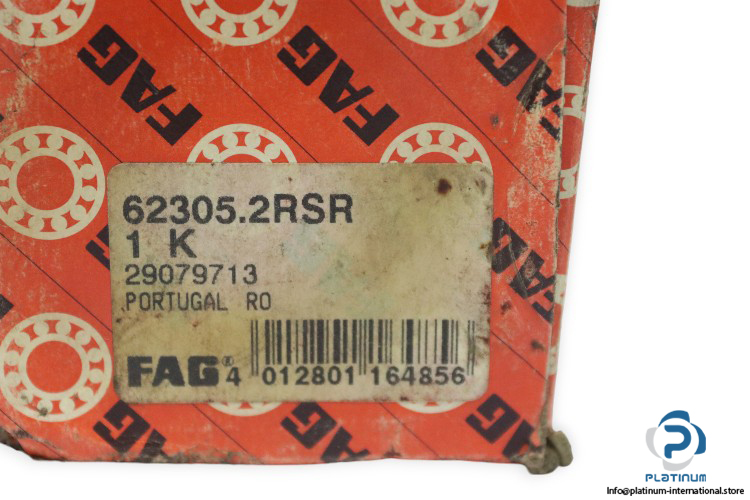 FAG
FAG
FAG
62305.2RSR
1 K
29079713
PORTUGAL RO
FAG® 4 012801 164856
FAG
FAG
PLATINUM
Info@platinum-international.store